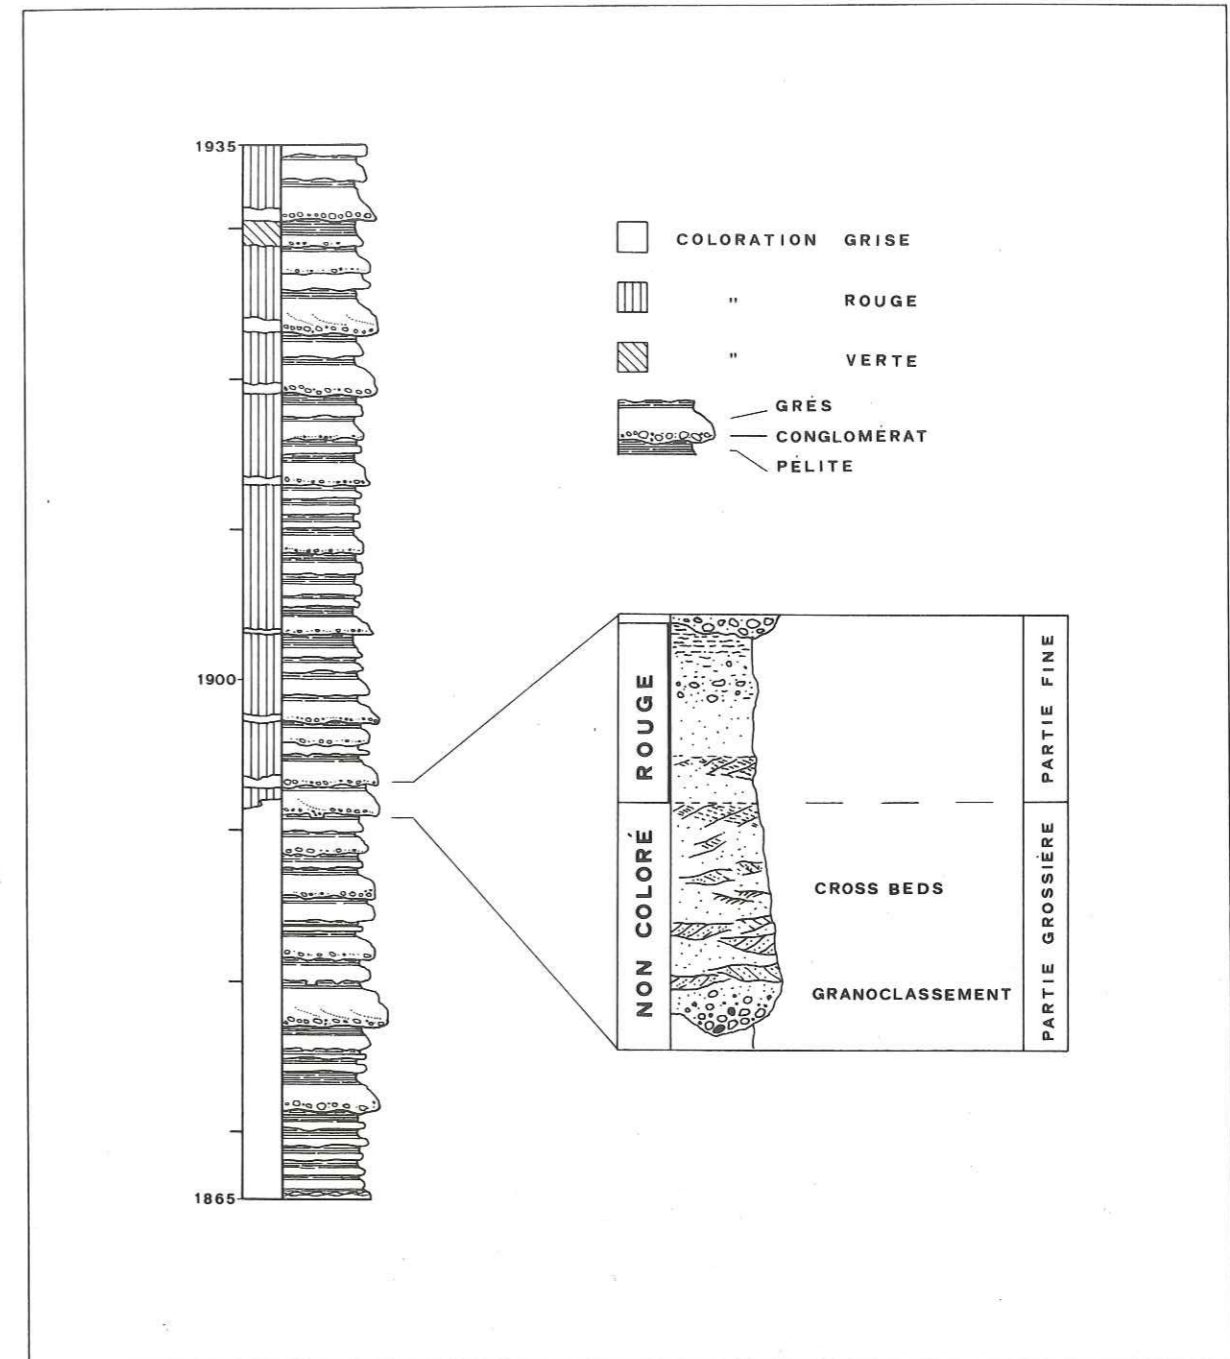 1935
COLORATION GRISE
" ROUGE
" VERTE
GRÈS
CONGLOMÉRAT
PÉLITE
1900
1865
ROUGE
NON COLORÉ
CROSS BEDS
GRANOCLASSEMENT
PARTIE FINE
PARTIE GROSSIÈRE